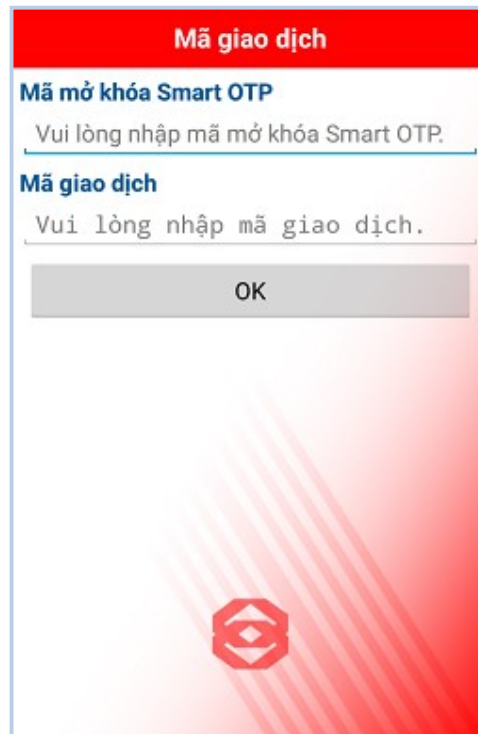 Mã giao dịch
Mã mở khóa Smart OTP
Vui lòng nhập mã mở khóa Smart OTP.
Mã giao dịch
Vui lòng nhập mã giao dịch.
OK